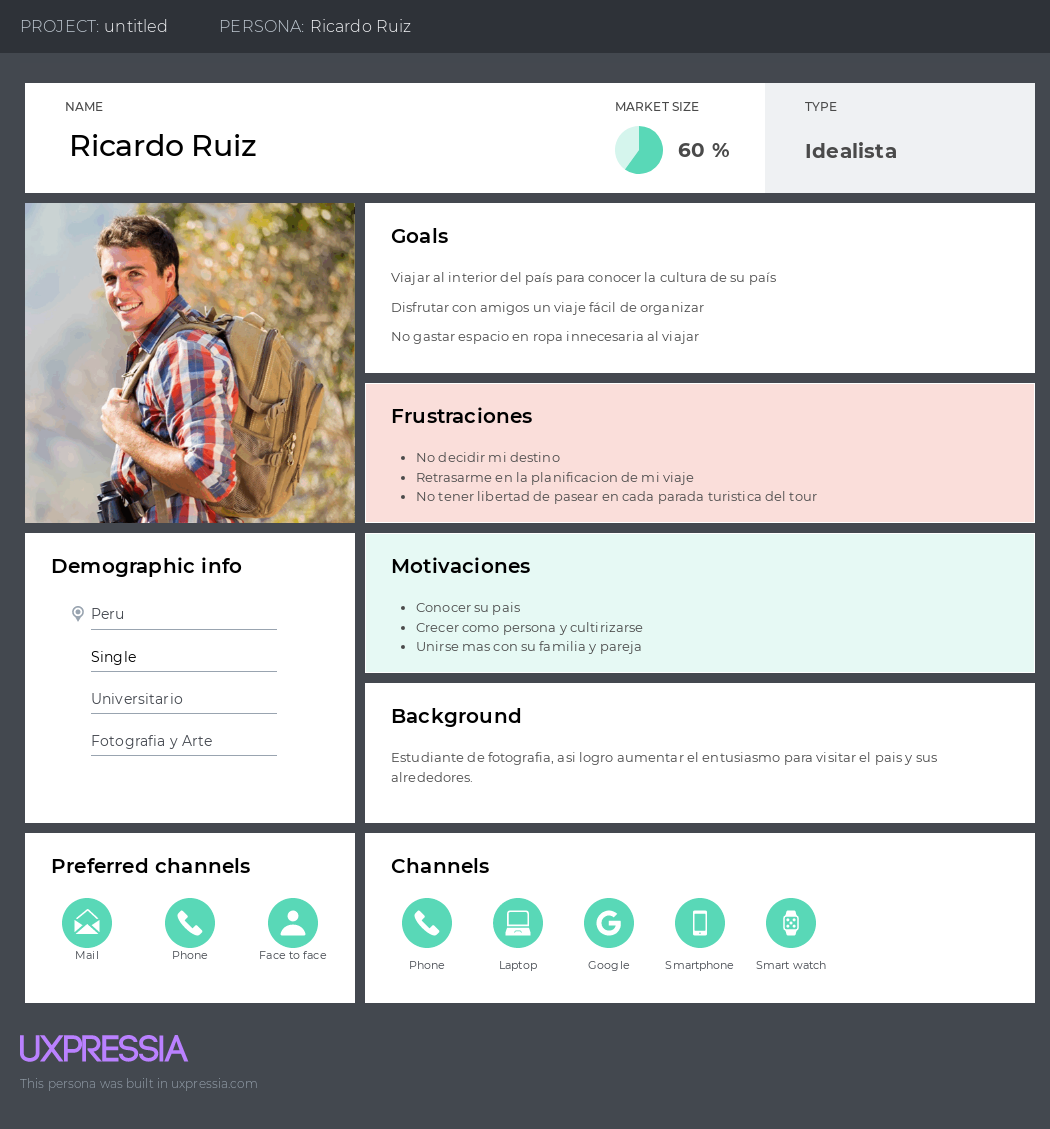 PROJECT: untitled PERSONA: Ricardo Ruiz
NAME
Ricardo Ruiz
MARKET SIZE
60 %
TYPE
Idealista
Goals
Viajar al interior del país para conocer la cultura de su país
Disfrutar con amigos un viaje fácil de organizar
No gastar espacio en ropa innecesaria al viajar
Frustraciones
No decidir mi destino
Retrasarme en la planificacion de mi viaje
No tener libertad de pasear en cada parada turistica del tour
Demographic info
Peru
Single
Universitario
Fotografia y Arte
Motivaciones
Conocer su pais
Crecer como persona y cultirizarse
Unirse mas con su familia y pareja
Background
Estudiante de fotografia, asi logro aumentar el entusiasmo para visitar el pais y sus
alrededores.
Preferred channels
Mail Phone Face to face
Channels
Phone Laptop Google Smartphone Smart watch
UXPRESSIA
This persona was built in uxpressia.com